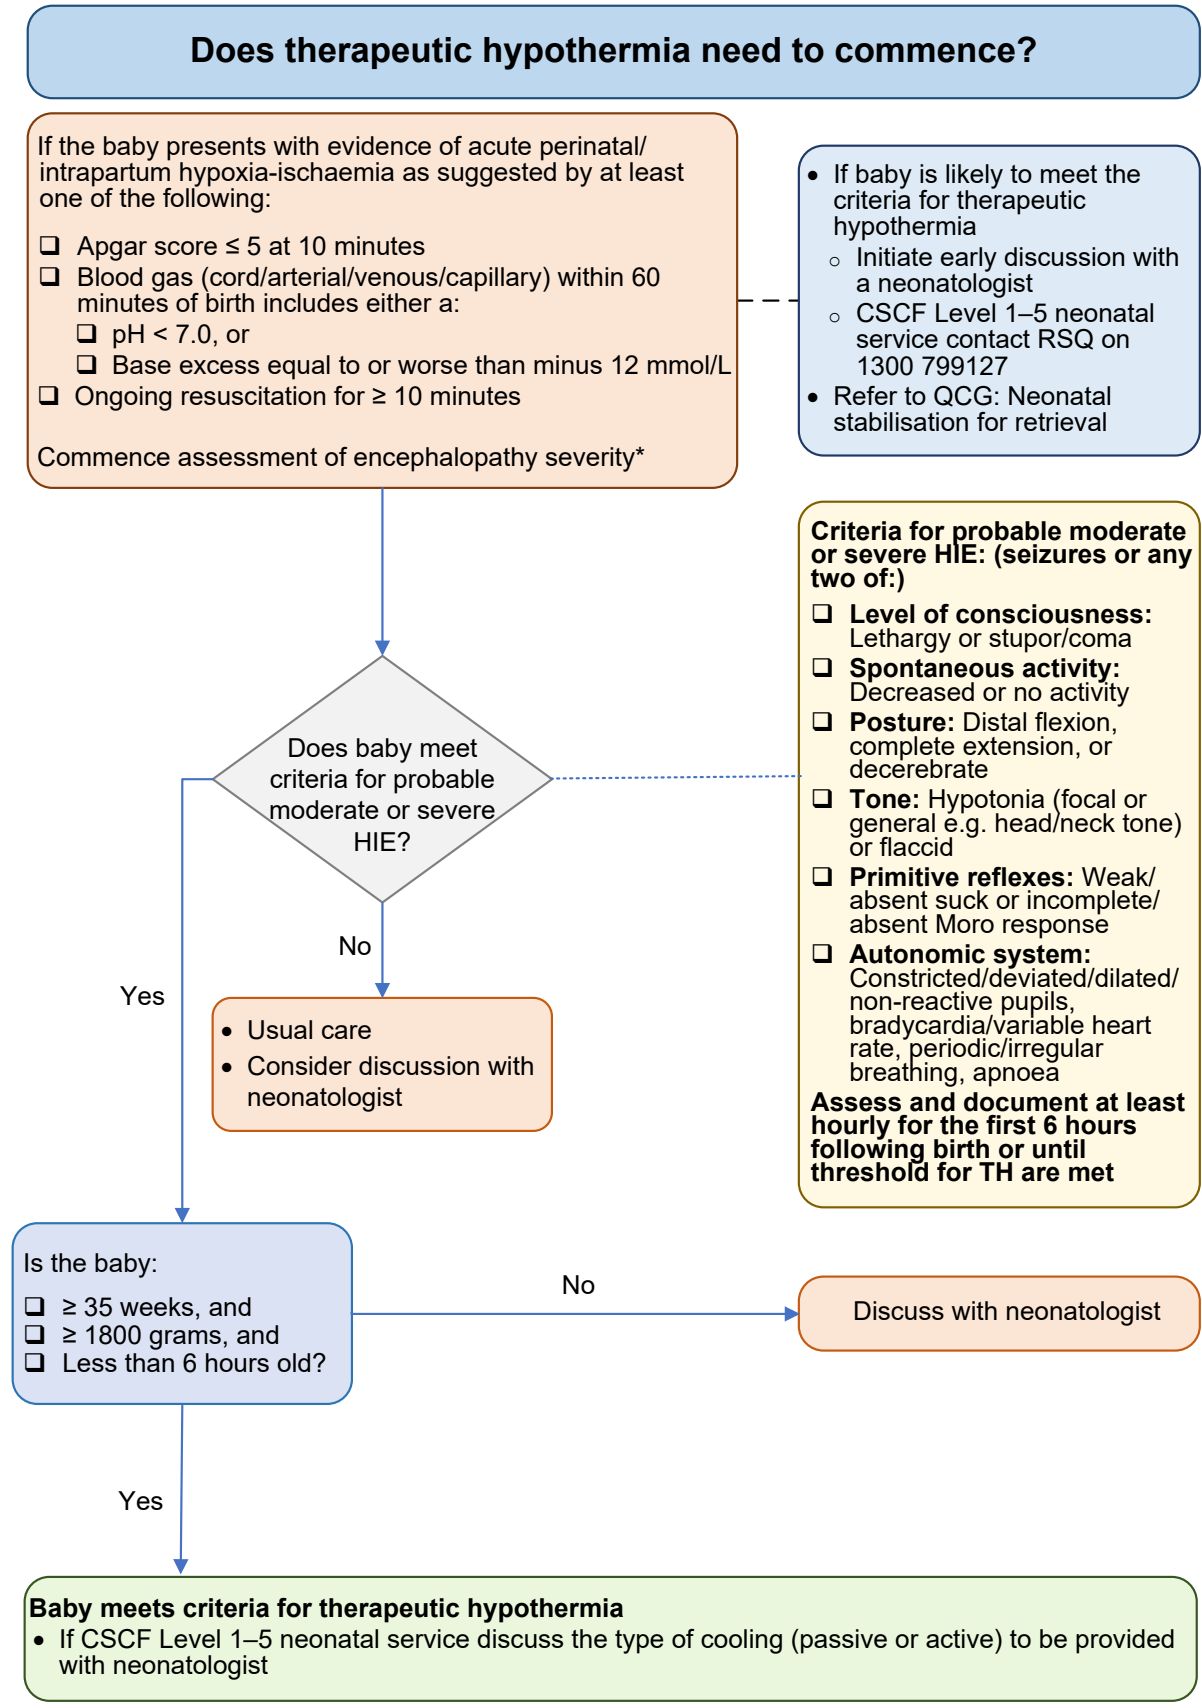 Does therapeutic hypothermia need to commence?
If the baby presents with evidence of acute perinatal/
intrapartum hypoxia-ischaemia as suggested by at least
one of the following:
❑ Apgar score ≤ 5 at 10 minutes
❑ Blood gas (cord/arterial/venous/capillary) within 60
minutes of birth includes either a:
❑ pH < 7.0, or
❑ Base excess equal to or worse than minus 12 mmol/L
❑ Ongoing resuscitation for ≥ 10 minutes
Commence assessment of encephalopathy severity*
• If baby is likely to meet the
criteria for therapeutic
hypothermia
○ Initiate early discussion with
a neonatologist
○ CSCF Level 1–5 neonatal
service contact RSQ on
1300 799127
• Refer to QCG: Neonatal
stabilisation for retrieval
Criteria for probable moderate
or severe HIE: (seizures or any
two of:)
❑ Level of consciousness:
Lethargy or stupor/coma
❑ Spontaneous activity:
Decreased or no activity
❑ Posture: Distal flexion,
complete extension, or
decerebrate
❑ Tone: Hypotonia (focal or
general e.g. head/neck tone)
or flaccid
❑ Primitive reflexes: Weak/
absent suck or incomplete/
absent Moro response
❑ Autonomic system:
Constricted/deviated/dilated/
non-reactive pupils,
bradycardia/variable heart
rate, periodic/irregular
breathing, apnoea
Assess and document at least
hourly for the first 6 hours
following birth or until
threshold for TH are met
Does baby meet
criteria for probable
moderate or severe
HIE?
No
Yes
• Usual care
• Consider discussion with
neonatologist
Is the baby:
❑ ≥ 35 weeks, and
❑ ≥ 1800 grams, and
❑ Less than 6 hours old?
No
Discuss with neonatologist
Yes
Baby meets criteria for therapeutic hypothermia
• If CSCF Level 1–5 neonatal service discuss the type of cooling (passive or active) to be provided
with neonatologist